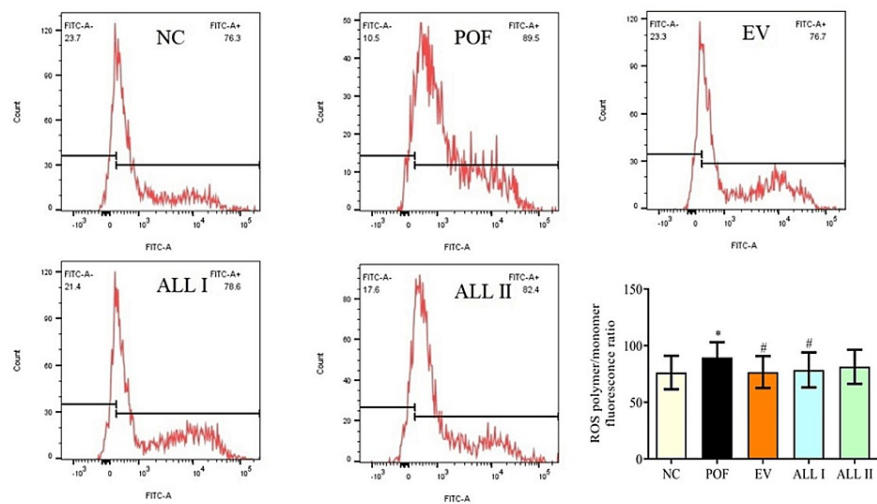 FITC-A-
23.7
NC
FITC-A+
76.3
120
90
60
30
0
Count
-10³ 0 10³ 10⁴ 10⁵
FITC-A
FITC-A-
10.5
POF
FITC-A+
89.5
50
40
30
20
10
0
Count
-10³ 0 10³ 10⁴ 10⁵
FITC-A
FITC-A-
23.3
EV
FITC-A+
76.7
120
90
60
30
0
Count
-10³ 0 10³ 10⁴ 10⁵
FITC-A
FITC-A-
21.4
ALL I
FITC-A+
78.6
120
90
60
30
0
Count
-10³ 0 10³ 10⁴ 10⁵
FITC-A
FITC-A-
17.6
ALL II
FITC-A+
82.4
80
60
40
20
0
Count
-10³ 0 10³ 10⁴ 10⁵
FITC-A
ROS polymer/monomer
fluoresconce ratio
150
100
50
0
* # #
NC POF EV ALL I ALL II